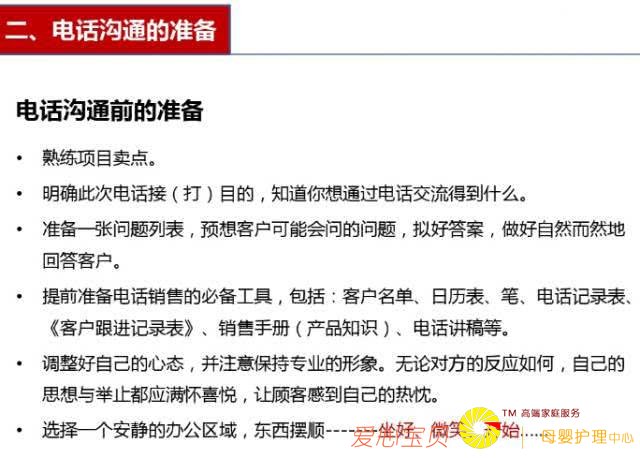 二、电话沟通的准备
电话沟通前的准备
• 熟练项目卖点。
• 明确此次电话接（打）目的，知道你想通过电话交流得到什么。
• 准备一张问题列表，预想客户可能会问的问题，拟好答案，做好自然而然地
回答客户。
• 提前准备电话销售的必备工具，包括：客户名单、日历表、笔、电话记录表、
《客户跟进记录表》、销售手册（产品知识）、电话讲稿等。
• 调整好自己的心态，并注意保持专业的形象。无论对方的反应如何，自己的
思想与举止都应满怀喜悦，让顾客感到自己的热忱。
TM 高端家庭服务
• 选择一个安静的办公区域，东西摆顺-------坐好，微笑，开始……
爱心宝贝 母婴护理中心